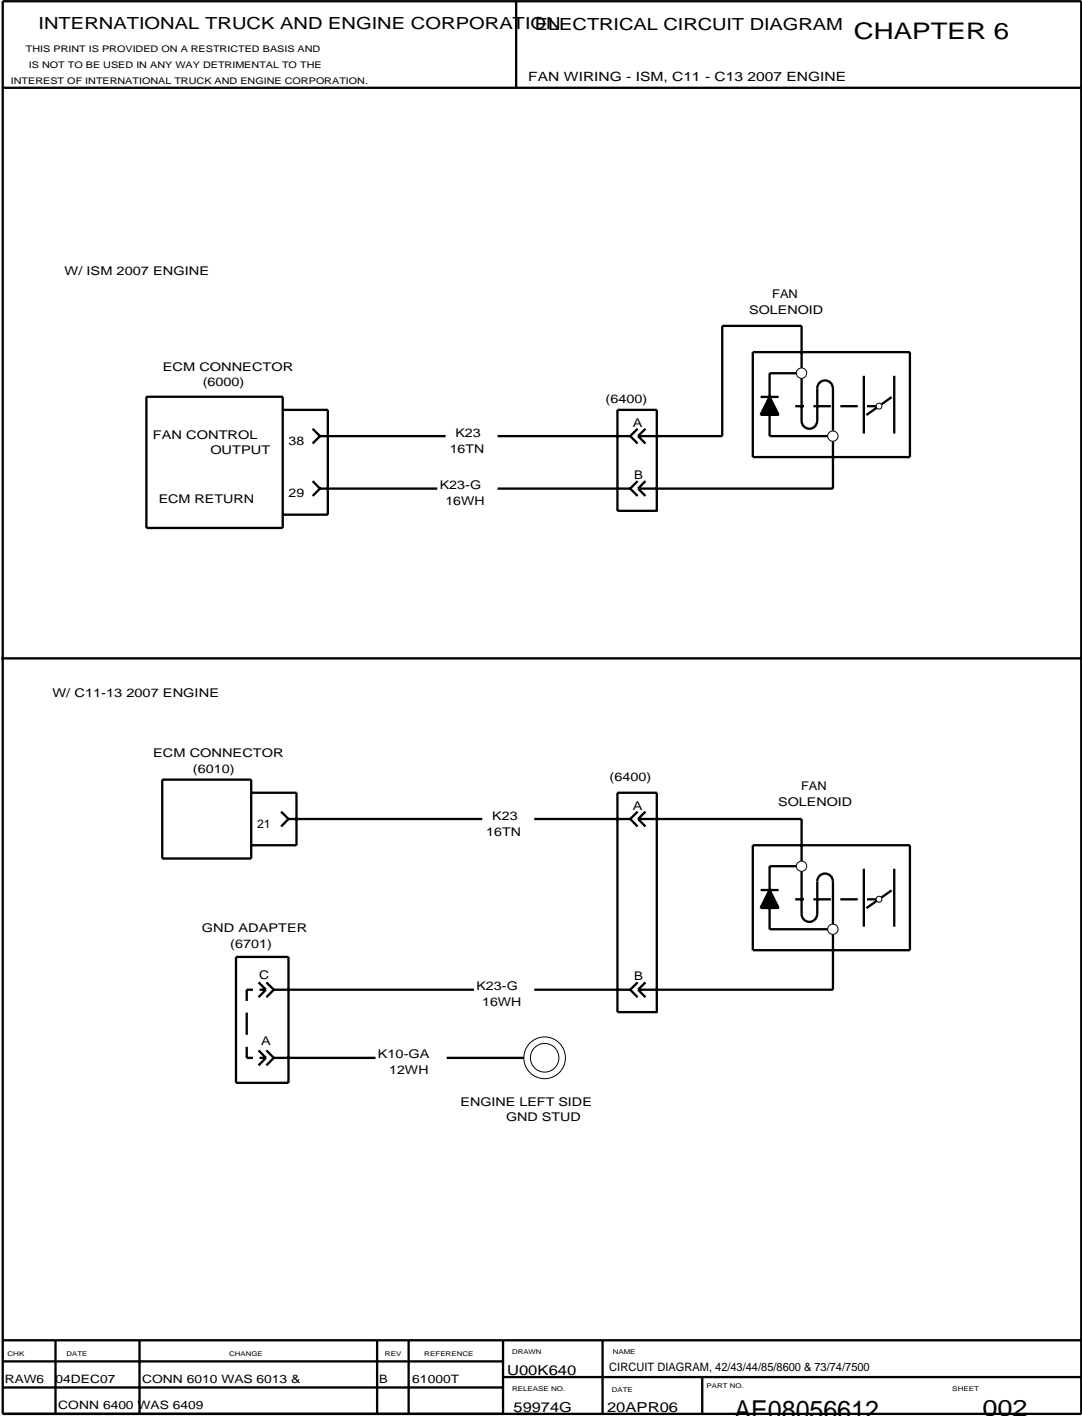 INTERNATIONAL TRUCK AND ENGINE CORPORATION
THIS PRINT IS PROVIDED ON A RESTRICTED BASIS AND
IS NOT TO BE USED IN ANY WAY DETRIMENTAL TO THE
INTEREST OF INTERNATIONAL TRUCK AND ENGINE CORPORATION.
ELECTRICAL CIRCUIT DIAGRAM
CHAPTER 6
FAN WIRING - ISM, C11 - C13 2007 ENGINE
W/ ISM 2007 ENGINE
FAN
SOLENOID
ECM CONNECTOR
(6000)
(6400)
FAN CONTROL
OUTPUT
38
K23
16TN
A
ECM RETURN
29
K23-G
16WH
B
W/ C11-13 2007 ENGINE
ECM CONNECTOR
(6010)
(6400)
FAN
SOLENOID
21
K23
16TN
A
GND ADAPTER
(6701)
C
K23-G
16WH
B
A
K10-GA
12WH
ENGINE LEFT SIDE
GND STUD
CHK DATE CHANGE REV REFERENCE
RAW6 04DEC07 CONN 6010 WAS 6013 & B 61000T
CONN 6400 WAS 6409
DRAWN
U00K640
NAME
CIRCUIT DIAGRAM, 42/43/44/85/8600 & 73/74/7500
RELEASE NO.
59974G
DATE
20APR06
PART NO.
AE08056612
SHEET
002